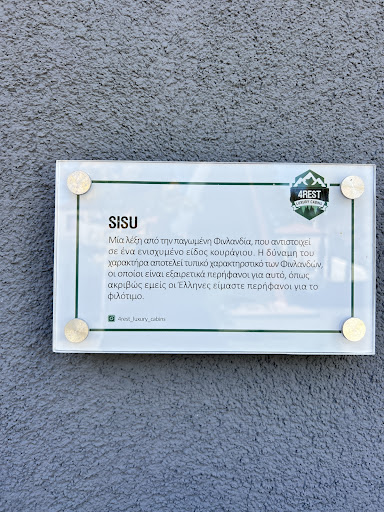 4REST
LUXURY CABINS
SISU
Μία λέξη από την παγωμένη Φινλανδία, που αντιστοιχεί
σε ένα ενισχυμένο είδος κουράγιου. Η δύναμη του
χαρακτήρα αποτελεί τυπικό χαρακτηριστικό των Φινλανδών,
οι οποίοι είναι εξαιρετικά περήφανοι για αυτό, όπως
ακριβώς εμείς οι Έλληνες είμαστε περήφανοι για το
φιλότιμο.
4rest_luxury_cabins